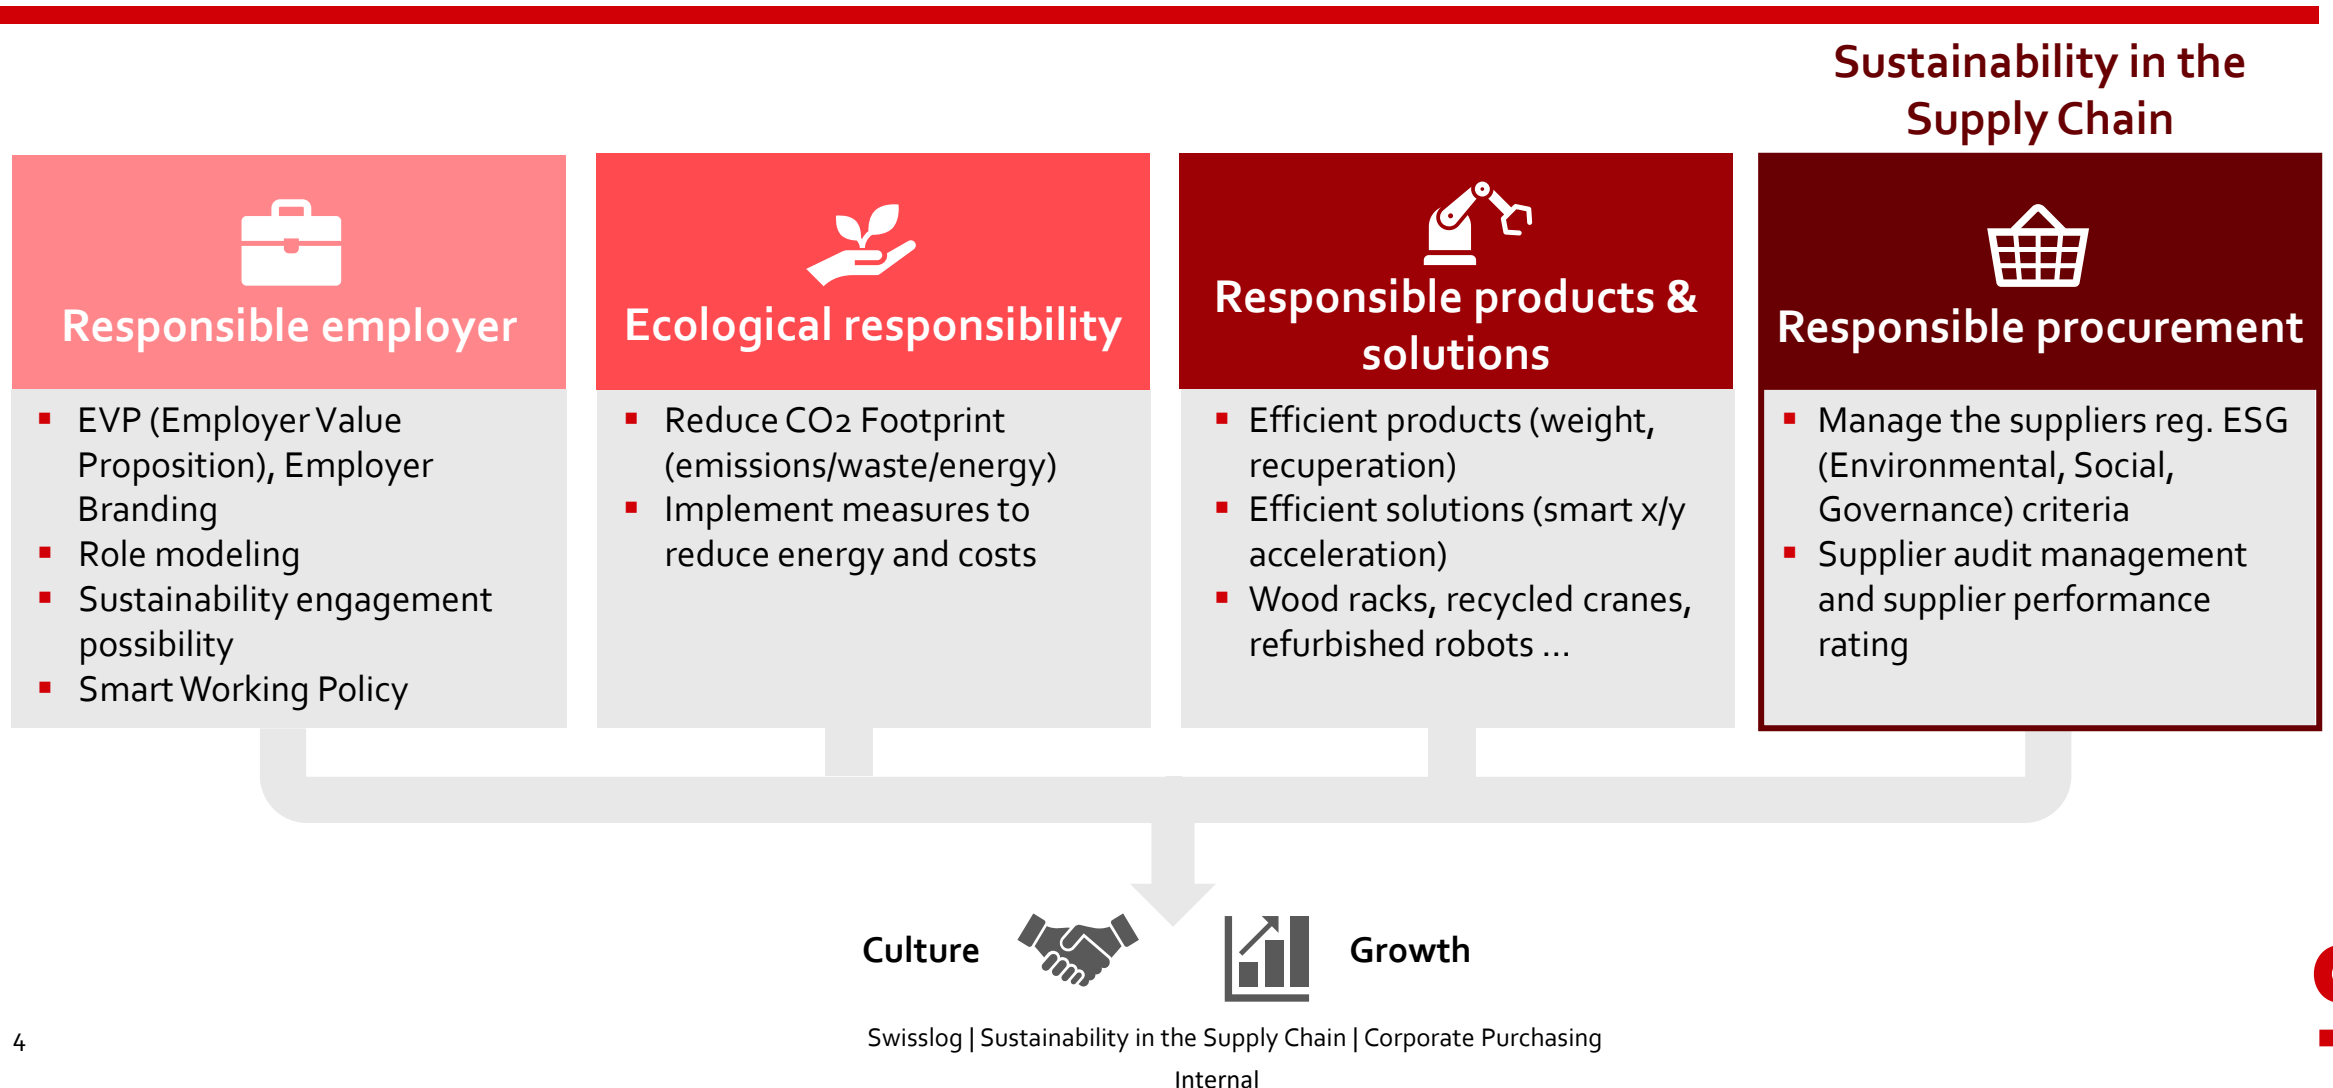 Sustainability in the
Supply Chain
Responsible employer
▪ EVP (Employer Value
Proposition), Employer
Branding
▪ Role modeling
▪ Sustainability engagement
possibility
▪ Smart Working Policy
Ecological responsibility
▪ Reduce CO2 Footprint
(emissions/waste/energy)
▪ Implement measures to
reduce energy and costs
Responsible products &
solutions
▪ Efficient products (weight,
recuperation)
▪ Efficient solutions (smart x/y
acceleration)
▪ Wood racks, recycled cranes,
refurbished robots ...
Responsible procurement
▪ Manage the suppliers reg. ESG
(Environmental, Social,
Governance) criteria
▪ Supplier audit management
and supplier performance
rating
Culture
Growth
4
Swisslog | Sustainability in the Supply Chain | Corporate Purchasing
Internal